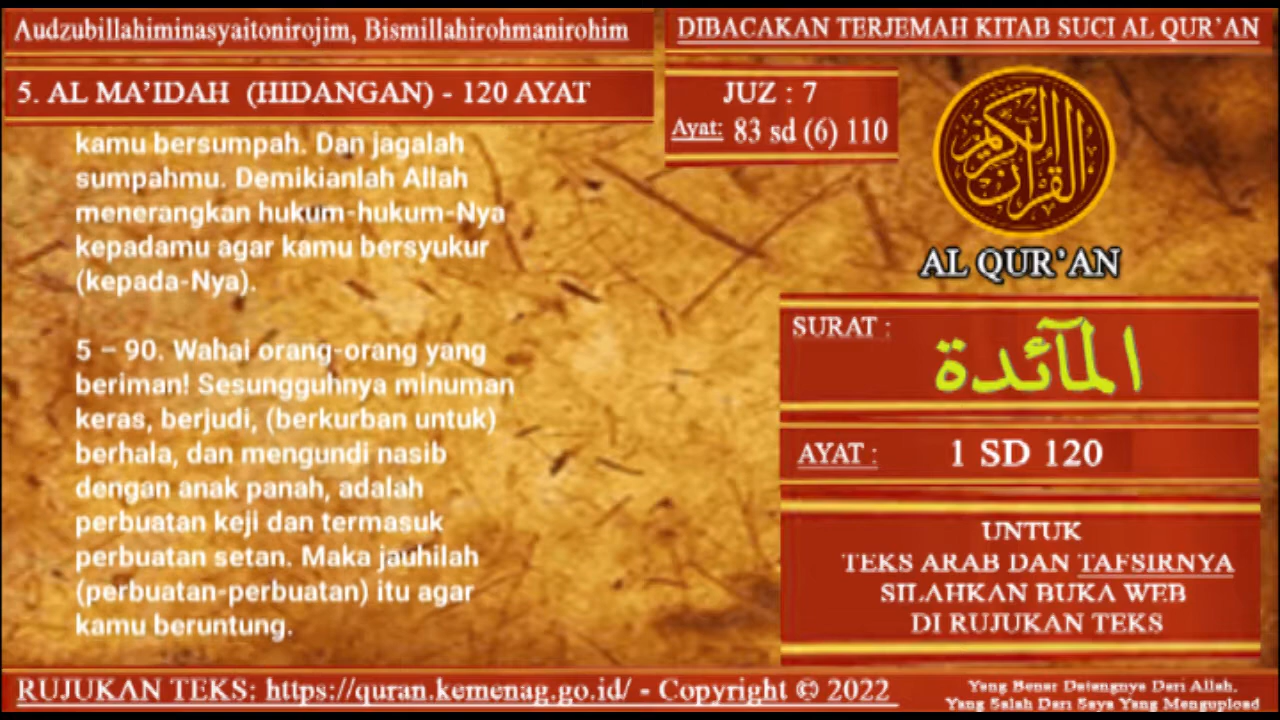 Audzubillahiminasyaitonirojim, Bismillahirohmanirohim
DIBACAKAN TERJEMAH KITAB SUCI AL QUR'AN
5. AL MA'IDAH (HIDANGAN) - 120 AYAT
JUZ : 7
Ayat: 83 sd (6) 110
kamu bersumpah. Dan jagalah
sumpahmu. Demikianlah Allah
menerangkan hukum-hukum-Nya
kepadamu agar kamu bersyukur
(kepada-Nya).
5 – 90. Wahai orang-orang yang
beriman! Sesungguhnya minuman
keras, berjudi, (berkurban untuk)
berhala, dan mengundi nasib
dengan anak panah, adalah
perbuatan keji dan termasuk
perbuatan setan. Maka jauhilah
(perbuatan-perbuatan) itu agar
kamu beruntung.
القرآن الكريم
AL QUR'AN
SURAT :
المآئدة
AYAT : 1 SD 120
UNTUK
TEKS ARAB DAN TAFSIRNYA
SILAHKAN BUKA WEB
DI RUJUKAN TEKS
RUJUKAN TEKS: https://quran.kemenag.go.id/ - Copyright © 2022
Yang Benar Datangnya Dari Allah.
Yang Salah Dari Saya Yang Mengupload